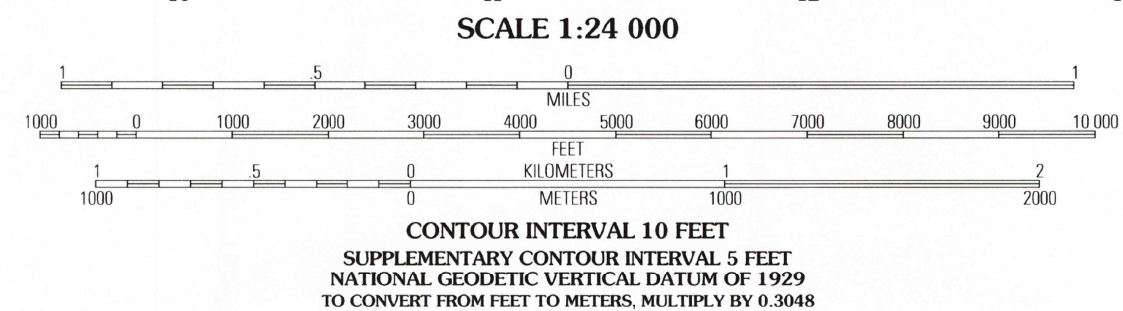 SCALE 1:24 000
1 .5 0 1
MILES
1000 0 1000 2000 3000 4000 5000 6000 7000 8000 9000 10 000
FEET
1 .5 0 KILOMETERS 1 2
1000 0 METERS 1000 2000
CONTOUR INTERVAL 10 FEET
SUPPLEMENTARY CONTOUR INTERVAL 5 FEET
NATIONAL GEODETIC VERTICAL DATUM OF 1929
TO CONVERT FROM FEET TO METERS, MULTIPLY BY 0.3048